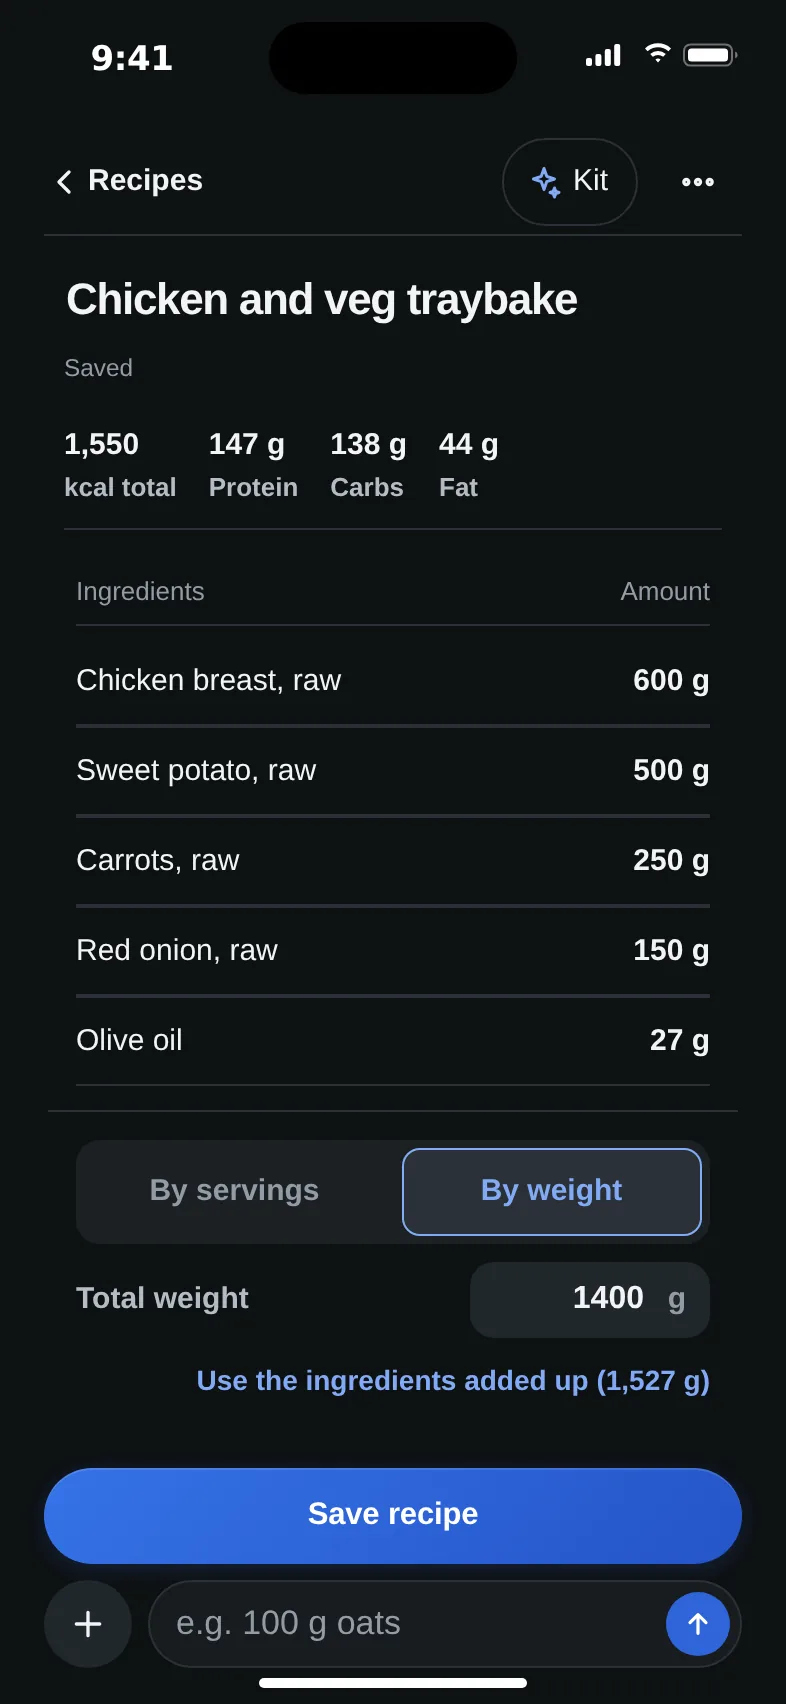 9:41
Recipes
Kit
Chicken and veg traybake
Saved
1,550 147 g 138 g 44 g
kcal total Protein Carbs Fat
Ingredients Amount
Chicken breast, raw 600 g
Sweet potato, raw 500 g
Carrots, raw 250 g
Red onion, raw 150 g
Olive oil 27 g
By servings By weight
Total weight 1400 g
Use the ingredients added up (1,527 g)
Save recipe
e.g. 100 g oats